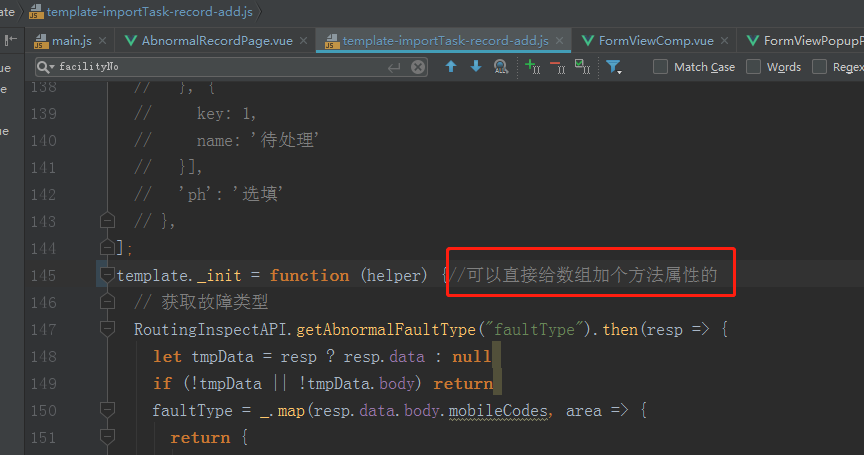 ate template-importTask-record-add.js
main.js AbnormalRecordPage.vue template-importTask-record-add.js FormViewComp.vue FormViewPopupP
facilityNo Match Case Words Regex
138 // }, {
139 // key: 1,
140 // name: '待处理'
141 // }],
142 // 'ph': '选填'
143 // },
144 ];
145 template._init = function (helper) {//可以直接给数组加个方法属性的
146 // 获取故障类型
147 RoutingInspectAPI.getAbnormalFaultType("faultType").then(resp => {
148 let tmpData = resp ? resp.data : null
149 if (!tmpData || !tmpData.body) return
150 faultType = _.map(resp.data.body.mobileCodes, area => {
151 return {